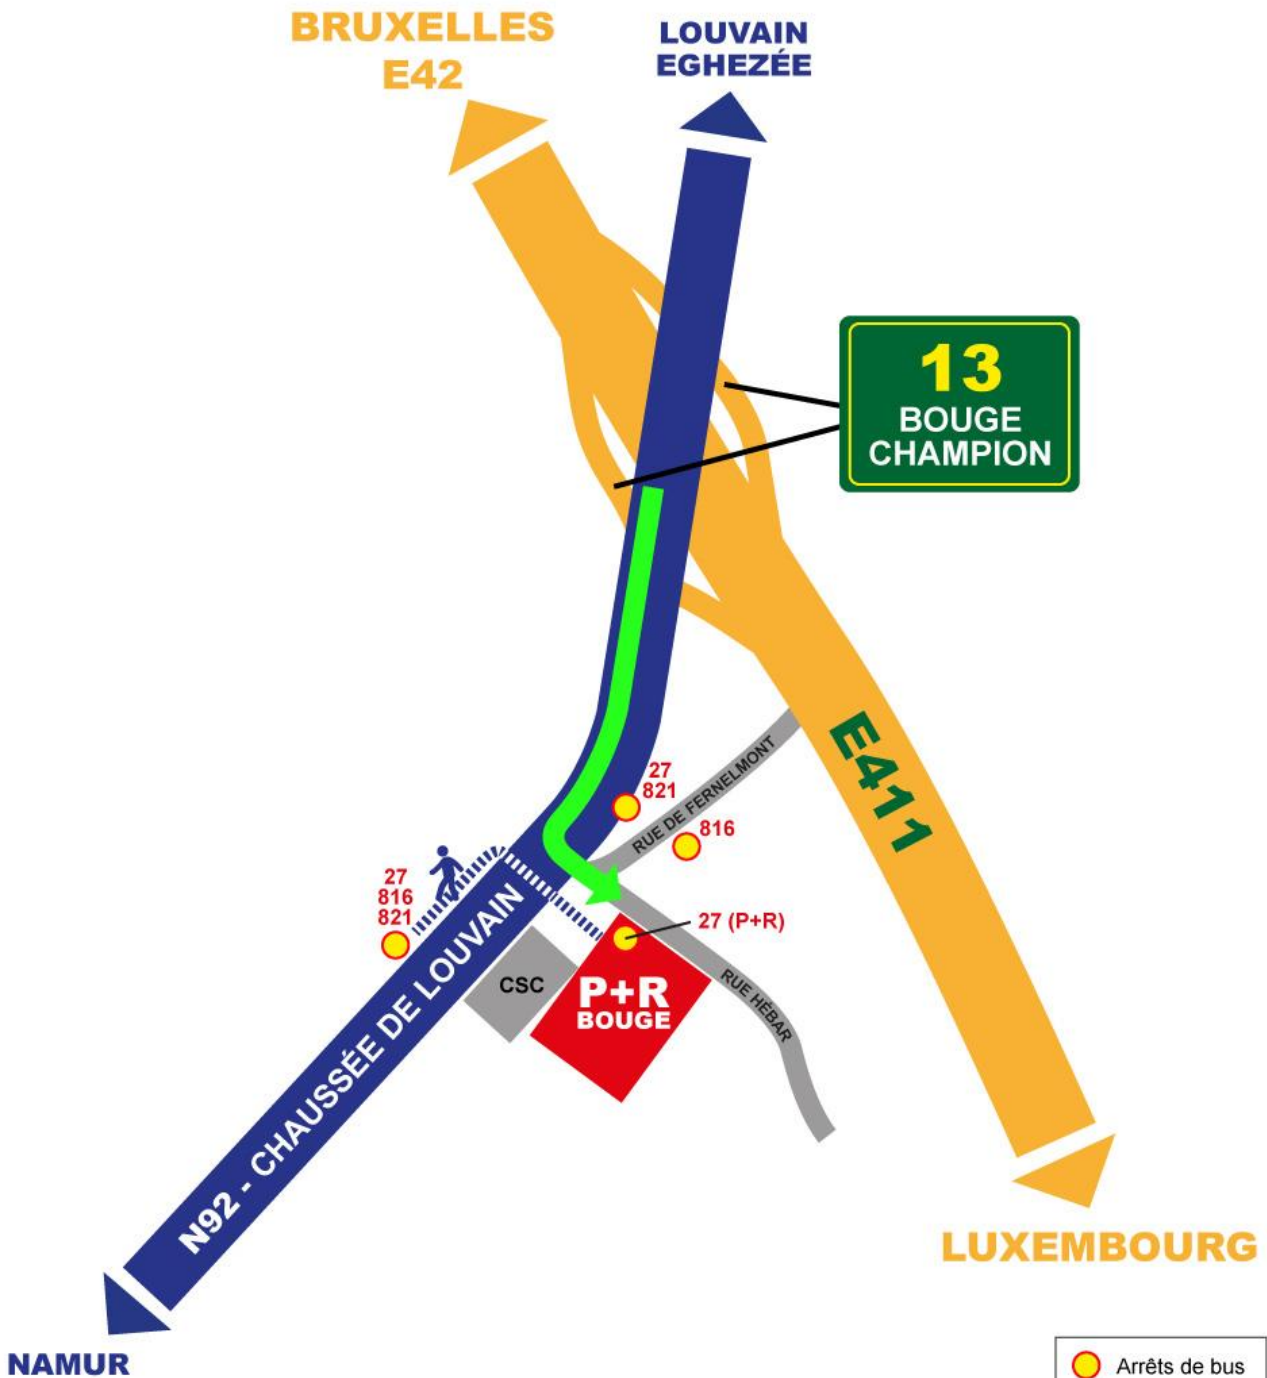 BRUXELLES
E42
LOUVAIN
EGHEZÉE
13
BOUGE
CHAMPION
E411
27
821
RUE DE FERNELMONT
816
27
816
821
27 (P+R)
CSC
P+R
BOUGE
RUE HÉBAR
N92 - CHAUSSÉE DE LOUVAIN
LUXEMBOURG
NAMUR
Arrêts de bus